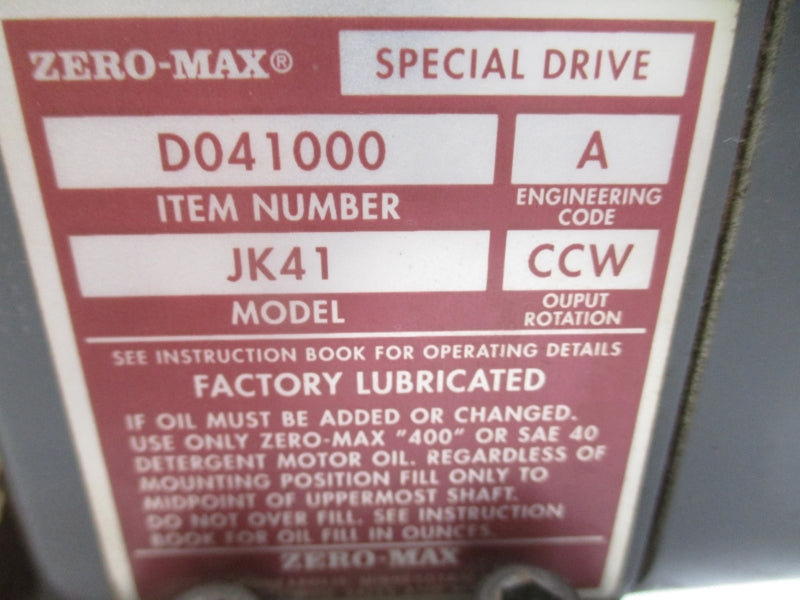 ZERO-MAX® SPECIAL DRIVE
D041000 A
ITEM NUMBER ENGINEERING CODE
JK41 CCW
MODEL OUPUT ROTATION
SEE INSTRUCTION BOOK FOR OPERATING DETAILS
FACTORY LUBRICATED
IF OIL MUST BE ADDED OR CHANGED.
USE ONLY ZERO-MAX "400" OR SAE 40
DETERGENT MOTOR OIL. REGARDLESS OF
MOUNTING POSITION FILL ONLY TO
MIDPOINT OF UPPERMOST SHAFT.
DO NOT OVER FILL. SEE INSTRUCTION
BOOK FOR OIL FILL IN OUNCES.
ZERO-MAX